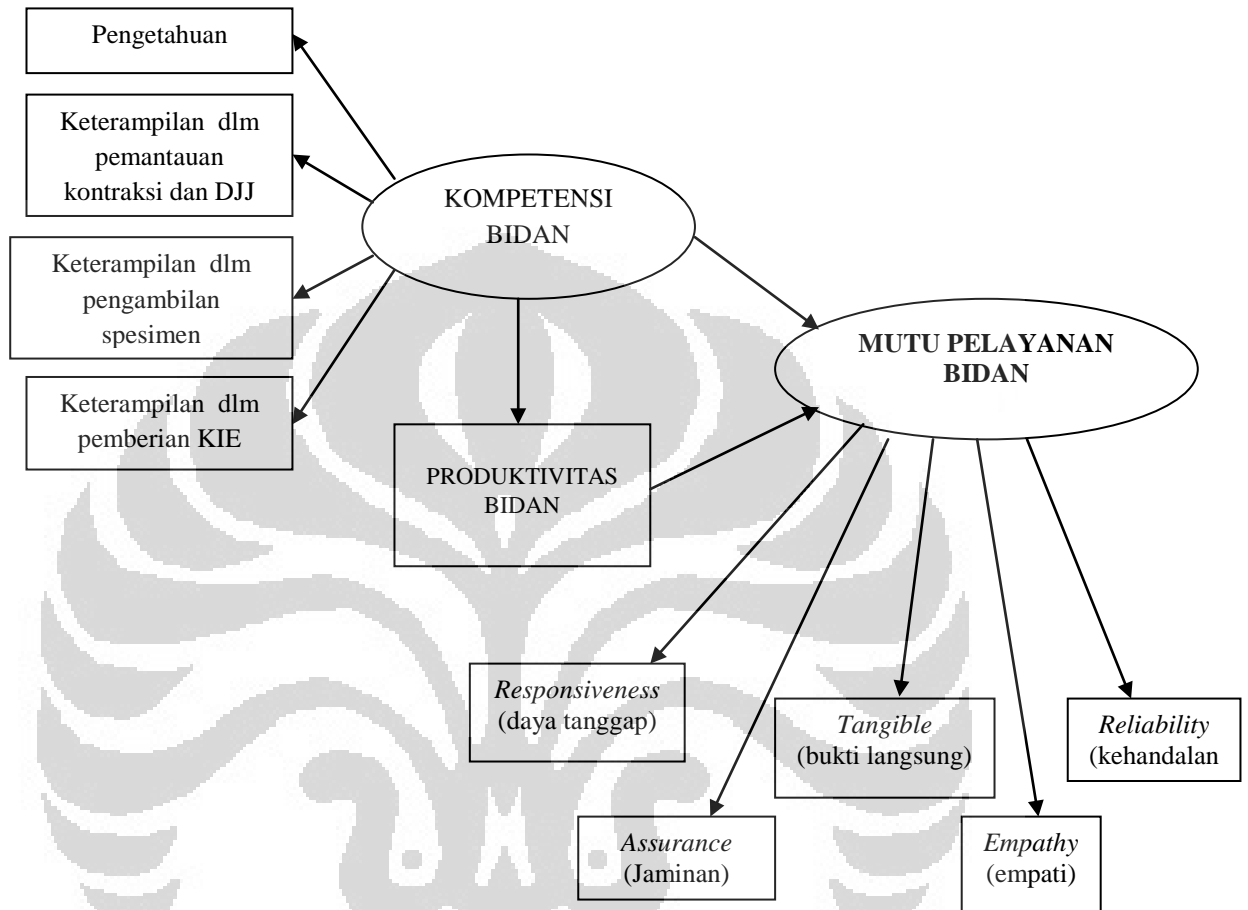 Pengetahuan
Keterampilan dlm
pemantauan
kontraksi dan DJJ
Keterampilan dlm
pengambilan
spesimen
Keterampilan dlm
pemberian KIE
KOMPETENSI
BIDAN
MUTU PELAYANAN
BIDAN
PRODUKTIVITAS
BIDAN
Responsiveness
(daya tanggap)
Tangible
(bukti langsung)
Reliability
(kehandalan
Assurance
(Jaminan)
Empathy
(empati)